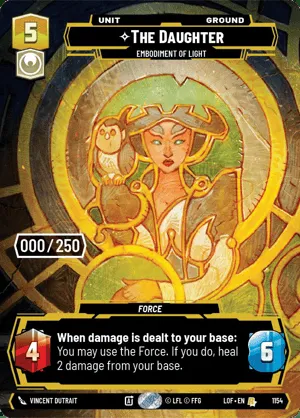 UNIT GROUND
5
✧The Daughter
EMBODIMENT OF LIGHT
000/250
FORCE
4
When damage is dealt to your base:
You may use the Force. If you do, heal
2 damage from your base.
6
VINCENT DUTRAIT © LFL © FFG LOF • EN 1154